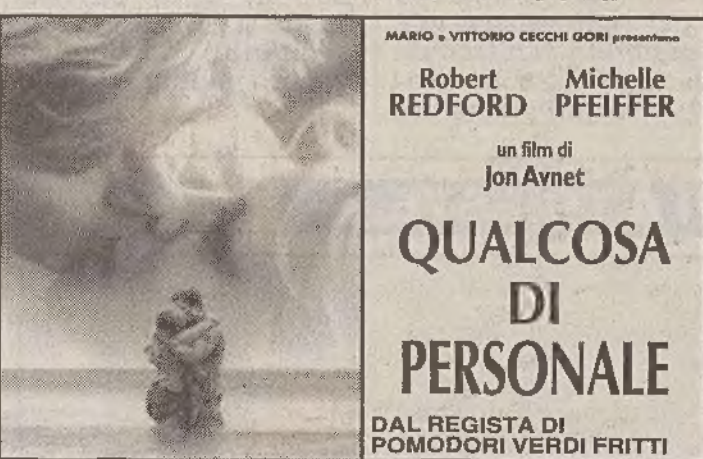 MARIO e VITTORIO CECCHI GORI presentano
Robert Michelle
REDFORD PFEIFFER
un film di
Jon Avnet
QUALCOSA
DI
PERSONALE
DAL REGISTA DI
POMODORI VERDI FRITTI